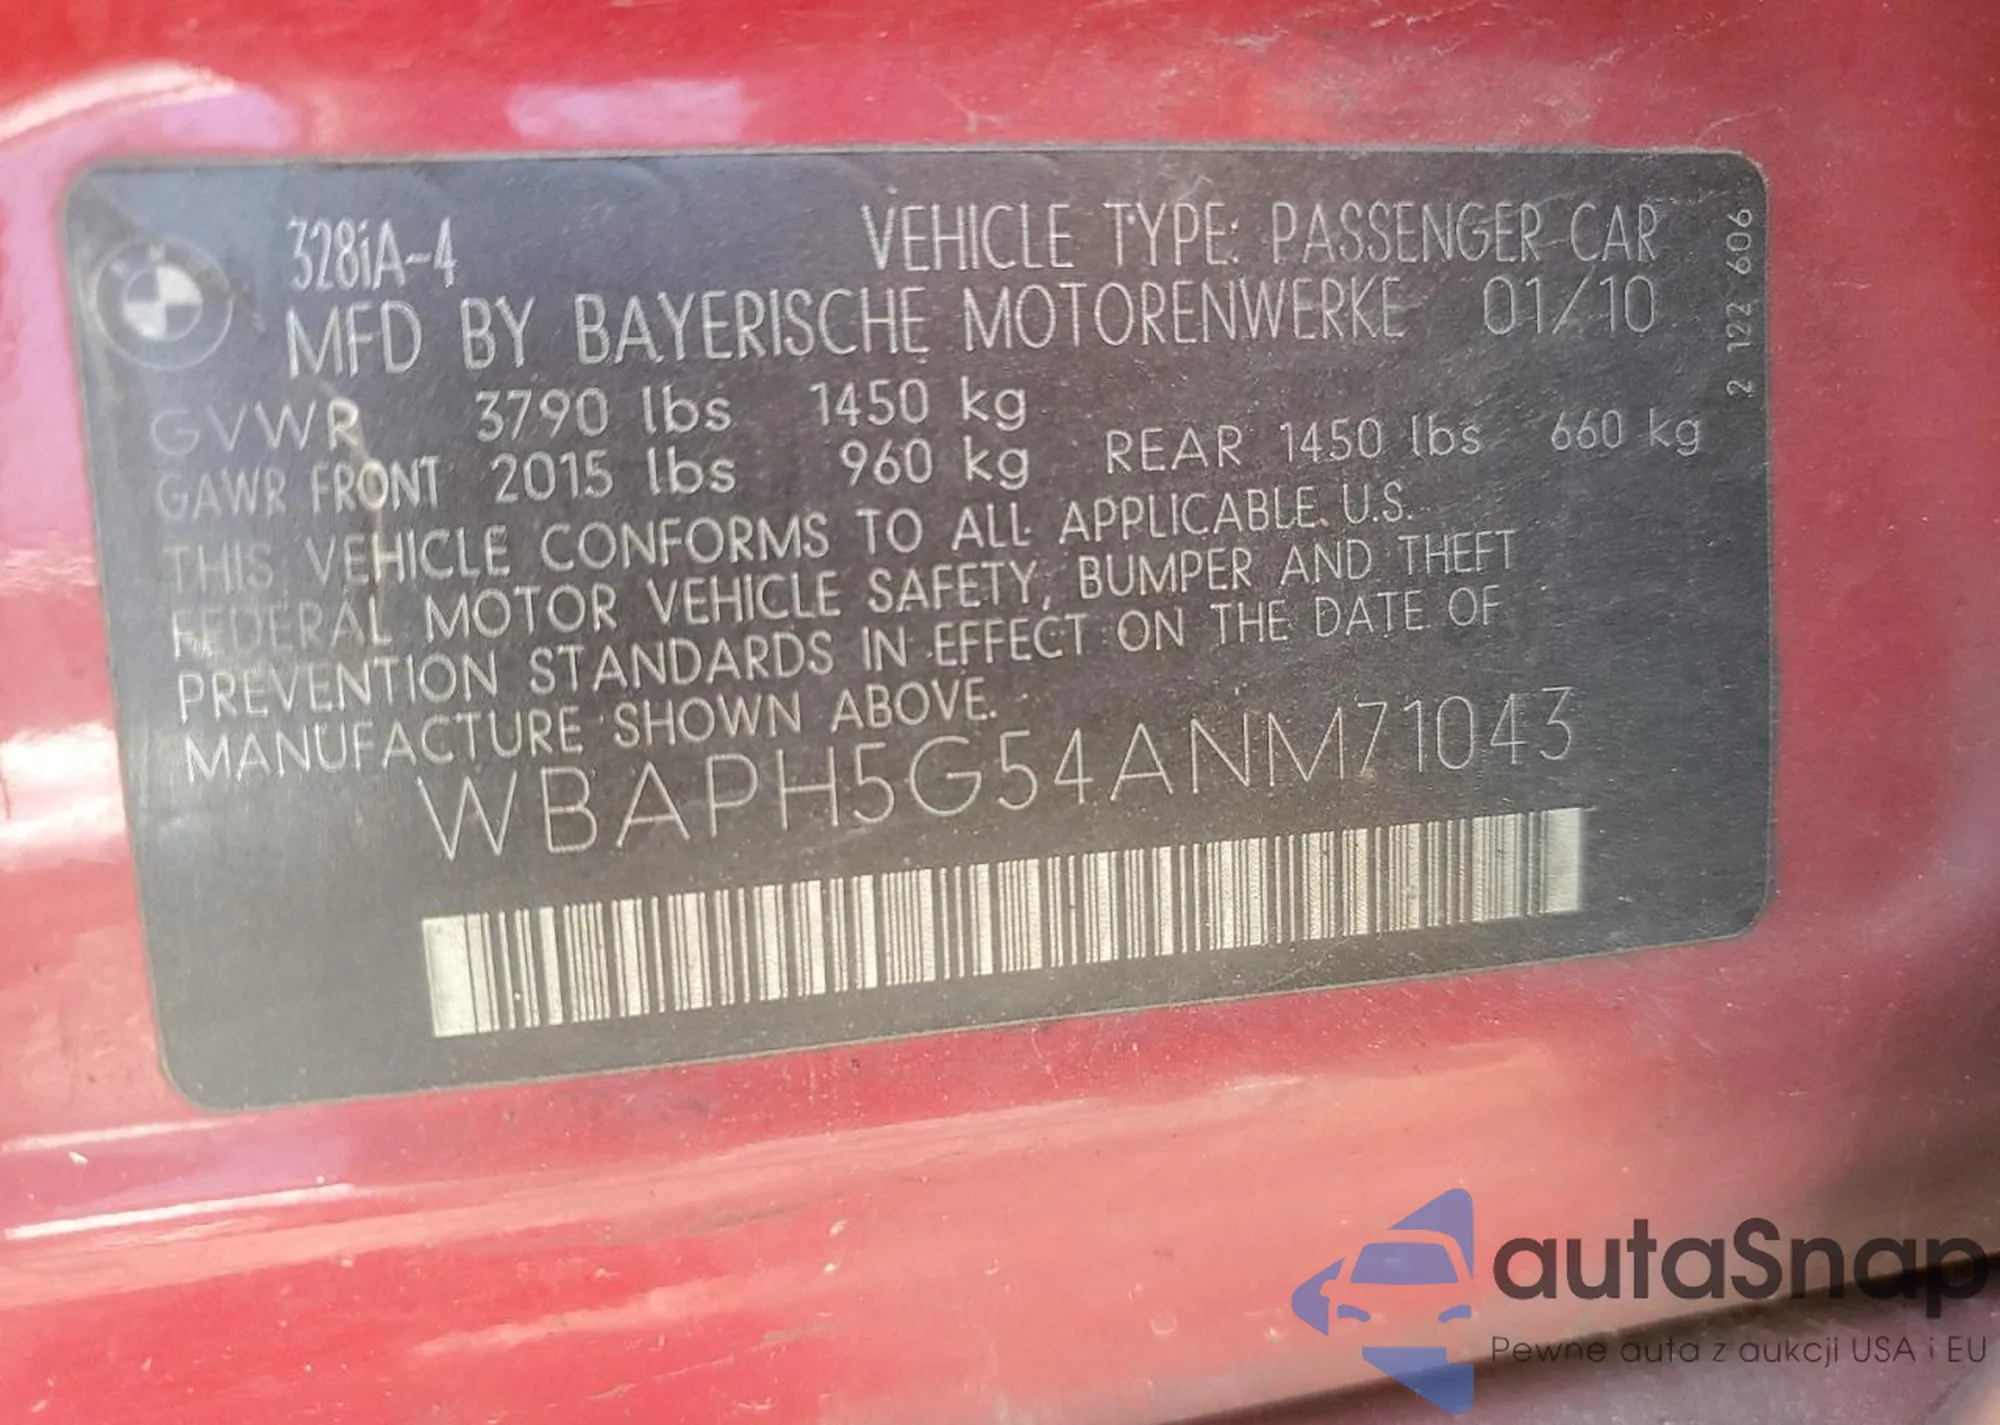 328iA-4
VEHICLE TYPE: PASSENGER CAR
MFD BY BAYERISCHE MOTORENWERKE 01/10
GVWR 3790 lbs 1450 kg
GAWR FRONT 2015 lbs 960 kg REAR 1450 lbs 660 kg
THIS VEHICLE CONFORMS TO ALL APPLICABLE U.S.
FEDERAL MOTOR VEHICLE SAFETY, BUMPER AND THEFT
PREVENTION STANDARDS IN EFFECT ON THE DATE OF
MANUFACTURE SHOWN ABOVE.
WBAPH5G54ANM71043
2 122 606
autaSnap
Pewne auta z aukcji USA i EU